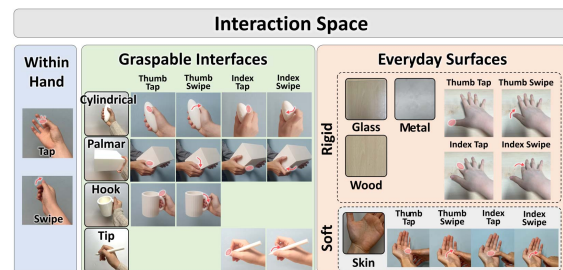 Interaction Space
Within
Hand
Tap
Swipe
Graspable Interfaces
Thumb
Tap
Thumb
Swipe
Index
Tap
Index
Swipe
Cylindrical
Palmar
Hook
Tip
Everyday Surfaces
Rigid
Glass
Metal
Wood
Thumb Tap
Thumb Swipe
Index Tap
Index Swipe
Soft
Skin
Thumb
Tap
Thumb
Swipe
Index
Tap
Index
Swipe